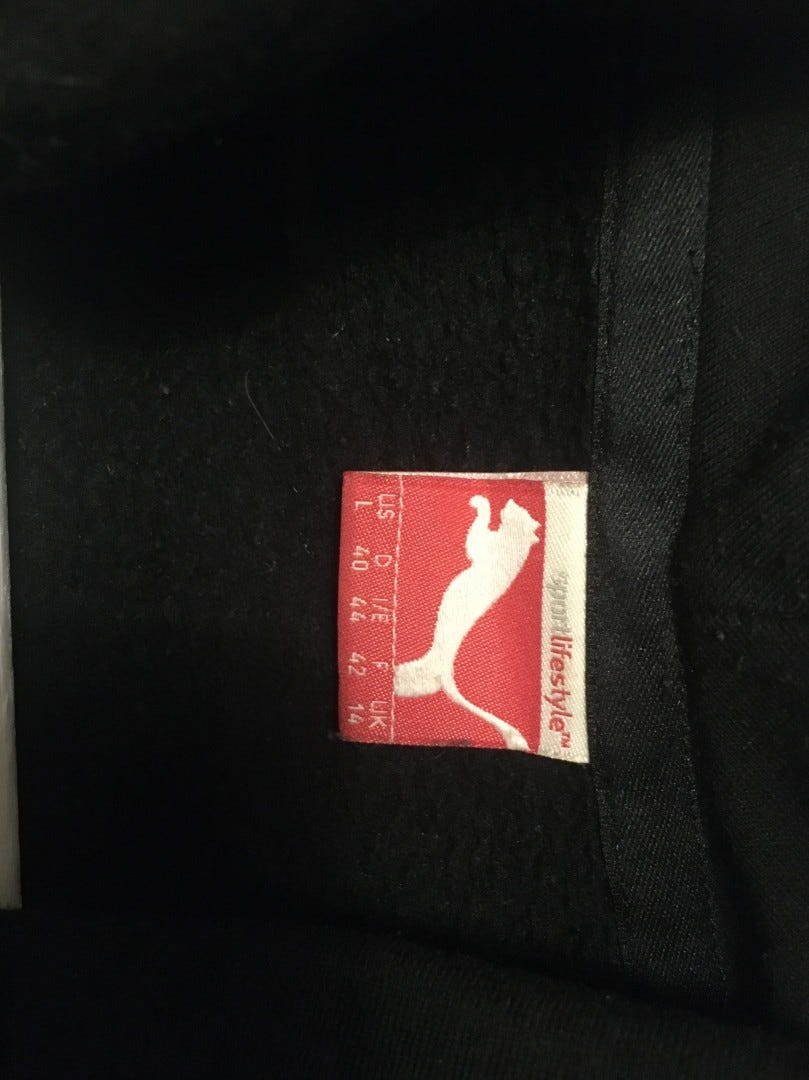 sportlifestyle™
US D I/E F UK
L 40 44 42 14